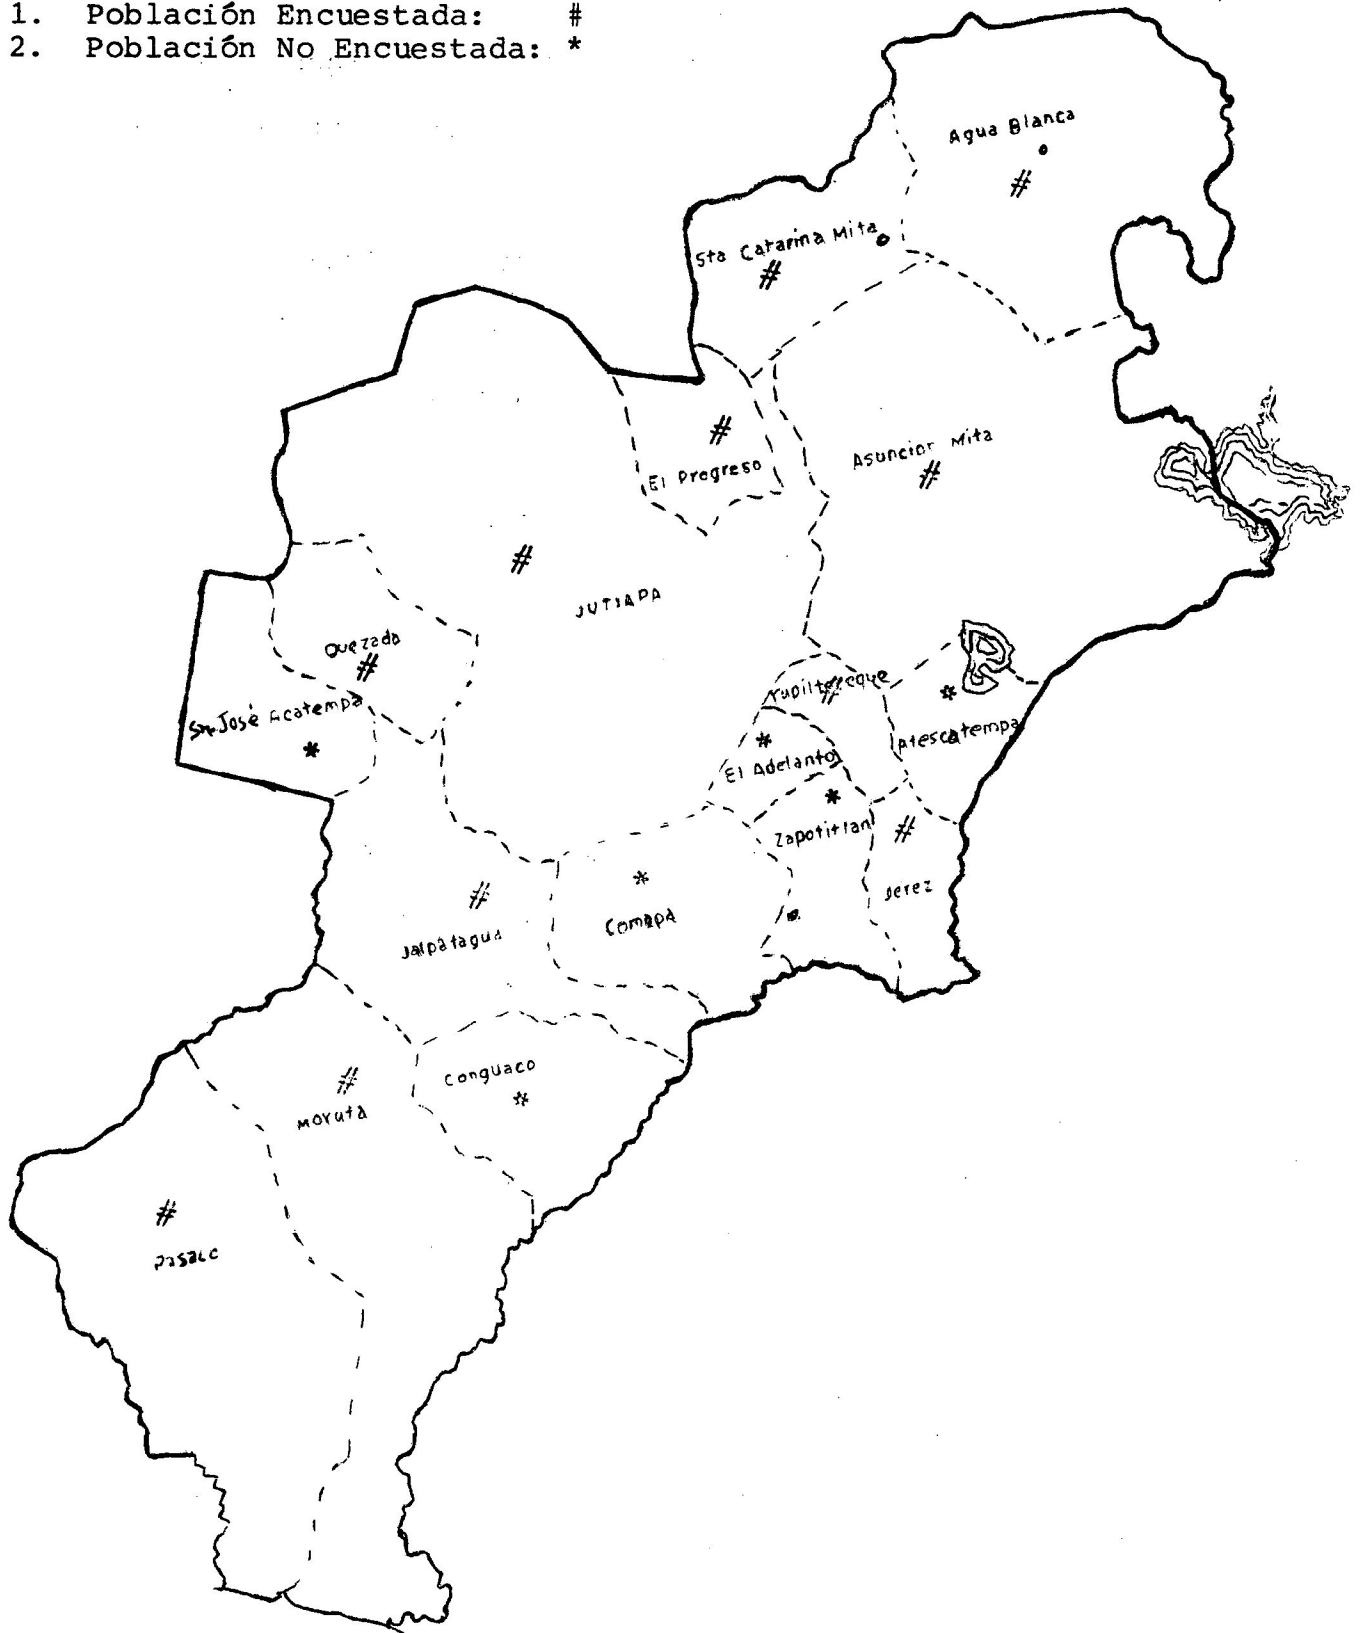 1. Población Encuestada: #
2. Población No Encuestada: *
Agua Blanca
#
Sta Catarina Mita
#
#
El Progreso
Asuncion Mita
#
#
JUTIAPA
Quezada
#
Sn. José Acatempa
*
Yupiltepeque
#
*
Atescatempa
*
El Adelanto
*
Zapotitlan
#
Jerez
#
Jalpatagua
*
Comapa
Conguaco
*
#
Moyuta
#
Pasaco